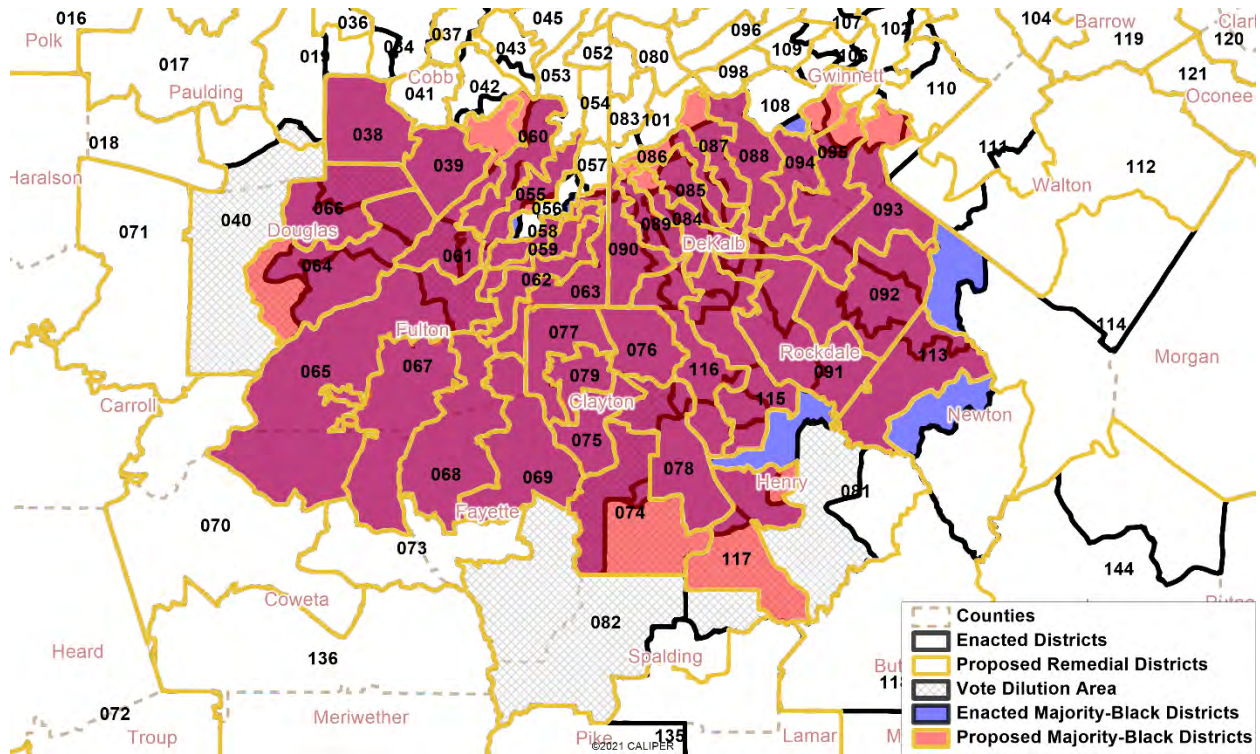 016
Polk
017
Paulding
019
036
034
037
Cobb
041
042
043
045
053
052
054
080
083
101
096
098
109
107
106
102
Gwinnett
108
110
104
Barrow
119
120
121
Oconee
018
Haralson
071
040
038
039
060
057
086
087
088
094
095
111
112
Walton
066
Douglas
055
056
058
059
085
084
089
DeKalb
090
093
064
061
062
063
092
114
Morgan
Fulton
065
067
077
076
079
Clayton
116
Rockdale
091
113
115
Newton
Carroll
075
068
069
078
Henry
081
070
Fayette
073
074
117
144
Coweta
082
Heard
136
Spalding
072
Troup
Meriwether
Pike
135
Lamar
©2021 CALIPER
Counties
Enacted Districts
Proposed Remedial Districts
Vote Dilution Area
Enacted Majority-Black Districts
Proposed Majority-Black Districts